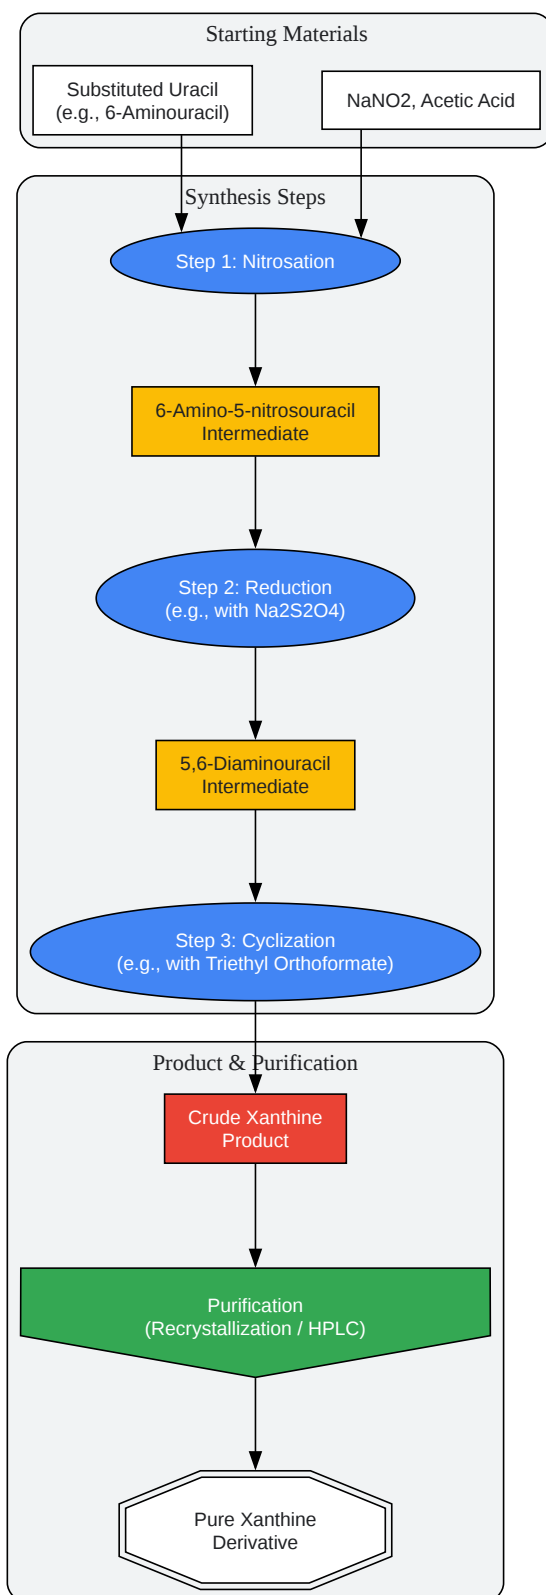 Starting Materials
Substituted Uracil
(e.g., 6-Aminouracil)
NaNO2, Acetic Acid
Synthesis Steps
Step 1: Nitrosation
6-Amino-5-nitrosouracil
Intermediate
Step 2: Reduction
(e.g., with Na2S2O4)
5,6-Diaminouracil
Intermediate
Step 3: Cyclization
(e.g., with Triethyl Orthoformate)
Product & Purification
Crude Xanthine
Product
Purification
(Recrystallization / HPLC)
Pure Xanthine
Derivative